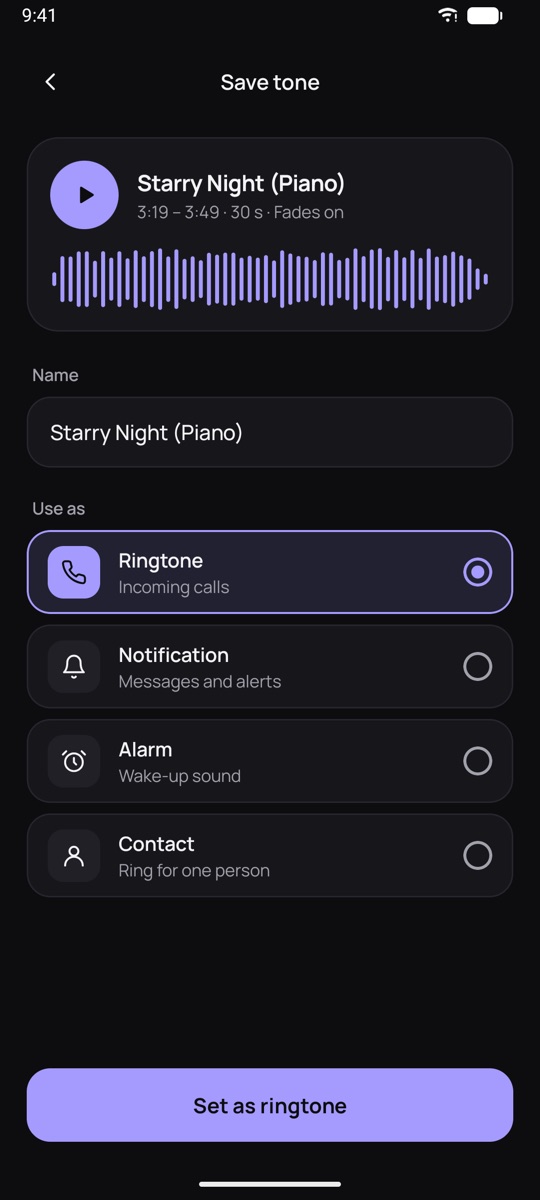 9:41
Save tone
Starry Night (Piano)
3:19 – 3:49 · 30 s · Fades on
Name
Starry Night (Piano)
Use as
Ringtone
Incoming calls
Notification
Messages and alerts
Alarm
Wake-up sound
Contact
Ring for one person
Set as ringtone